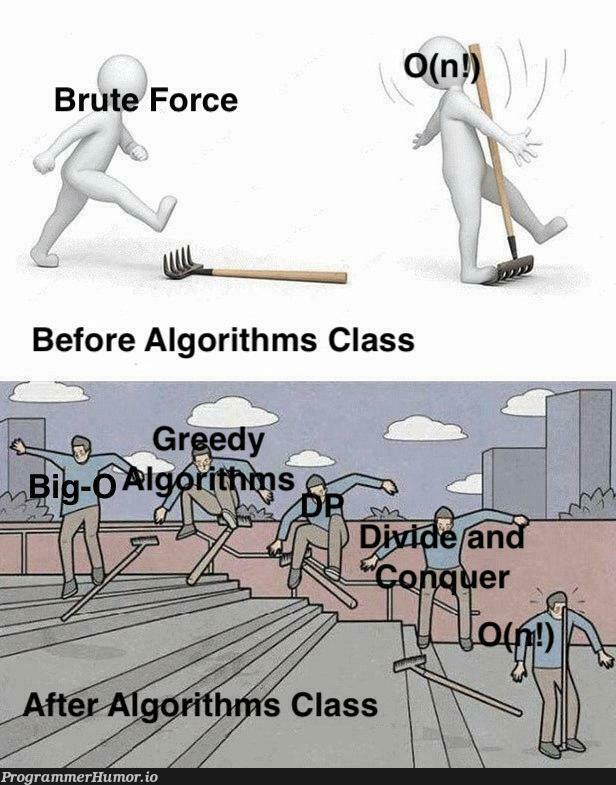 Brute Force
O(n!)
Before Algorithms Class
Greedy
Big-O Algorithms
DP
Divide and
Conquer
O(n!)
After Algorithms Class
ProgrammerHumor.io